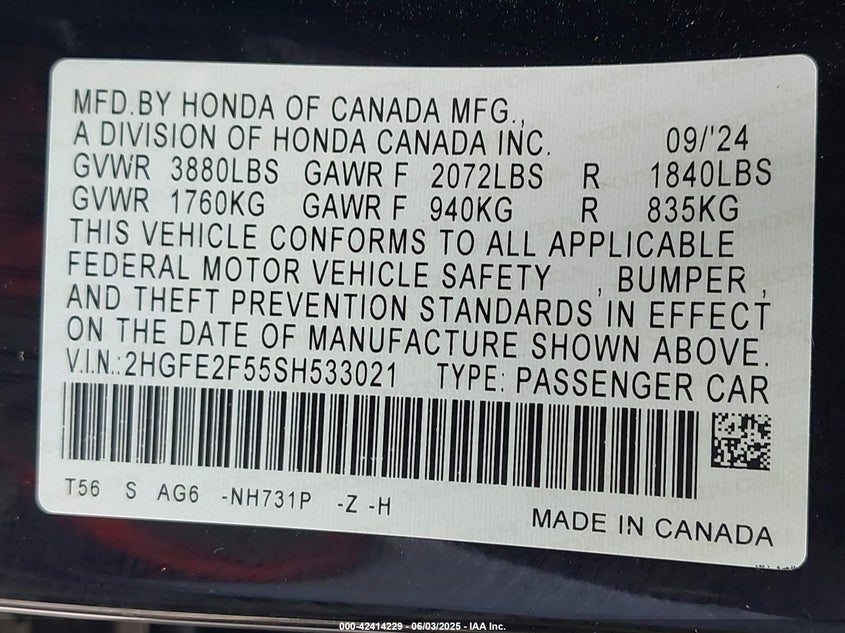 MFD.BY HONDA OF CANADA MFG.,
A DIVISION OF HONDA CANADA INC. 09/'24
GVWR 3880LBS GAWR F 2072LBS R 1840LBS
GVWR 1760KG GAWR F 940KG R 835KG
THIS VEHICLE CONFORMS TO ALL APPLICABLE
FEDERAL MOTOR VEHICLE SAFETY , BUMPER ,
AND THEFT PREVENTION STANDARDS IN EFFECT
ON THE DATE OF MANUFACTURE SHOWN ABOVE.
V.I.N.:2HGFE2F55SH533021 TYPE: PASSENGER CAR
T56 S AG6 -NH731P -Z -H
MADE IN CANADA
000-42414229 - 06/03/2025 - IAA Inc.